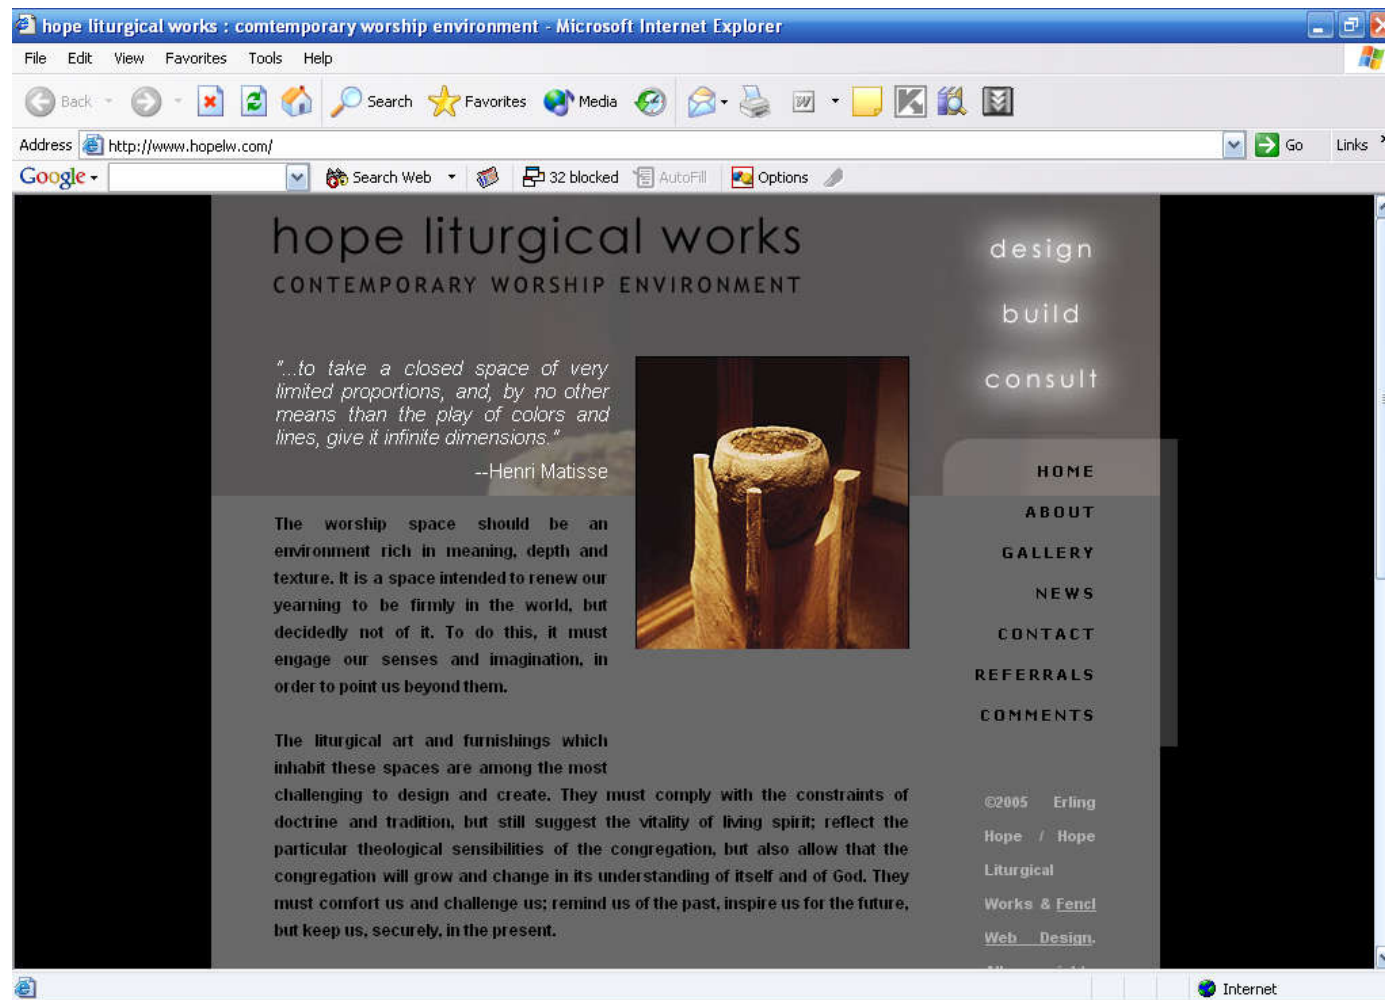 hope liturgical works : comtemporary worship environment - Microsoft Internet Explorer
File Edit View Favorites Tools Help
Back Search Favorites Media
Address http://www.hopelw.com/ Go Links
Google Search Web 32 blocked AutoFill Options
hope liturgical works
CONTEMPORARY WORSHIP ENVIRONMENT
design
build
consult
"...to take a closed space of very
limited proportions, and, by no other
means than the play of colors and
lines, give it infinite dimensions."
--Henri Matisse
The worship space should be an
environment rich in meaning, depth and
texture. It is a space intended to renew our
yearning to be firmly in the world, but
decidedly not of it. To do this, it must
engage our senses and imagination, in
order to point us beyond them.
The liturgical art and furnishings which
inhabit these spaces are among the most
challenging to design and create. They must comply with the constraints of
doctrine and tradition, but still suggest the vitality of living spirit; reflect the
particular theological sensibilities of the congregation, but also allow that the
congregation will grow and change in its understanding of itself and of God. They
must comfort us and challenge us; remind us of the past, inspire us for the future,
but keep us, securely, in the present.
HOME
ABOUT
GALLERY
NEWS
CONTACT
REFERRALS
COMMENTS
©2005 Erling
Hope / Hope
Liturgical
Works & Fencl
Web Design.
Internet